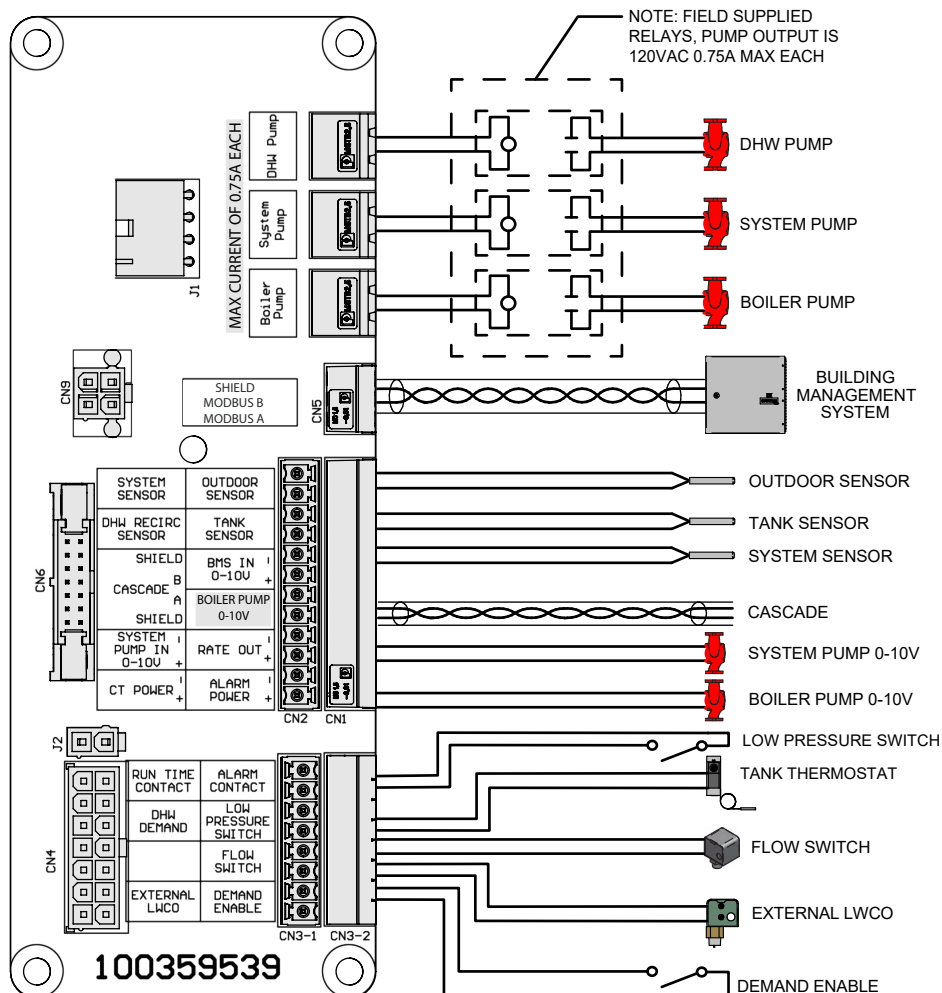 NOTE: FIELD SUPPLIED
RELAYS, PUMP OUTPUT IS
120VAC 0.75A MAX EACH
MAX CURRENT OF 0.75A EACH
DHW Pump
System
Pump
Boiler
Pump
J1
DHW PUMP
SYSTEM PUMP
BOILER PUMP
CN9
SHIELD
MODBUS B
MODBUS A
CN5
BUILDING
MANAGEMENT
SYSTEM
CN6
SYSTEM
SENSOR
OUTDOOR
SENSOR
DHW RECIRC
SENSOR
TANK
SENSOR
SHIELD
B
CASCADE
A
SHIELD
BMS IN -
0-10V +
BOILER PUMP
0-10V
SYSTEM -
PUMP IN
0-10V +
RATE OUT -
+
CT POWER -
+
ALARM -
POWER +
CN2
CN1
OUTDOOR SENSOR
TANK SENSOR
SYSTEM SENSOR
CASCADE
SYSTEM PUMP 0-10V
BOILER PUMP 0-10V
LOW PRESSURE SWITCH
TANK THERMOSTAT
FLOW SWITCH
EXTERNAL LWCO
DEMAND ENABLE
J2
CN4
RUN TIME
CONTACT
ALARM
CONTACT
DHW
DEMAND
LOW
PRESSURE
SWITCH
FLOW
SWITCH
EXTERNAL
LWCO
DEMAND
ENABLE
CN3-1
CN3-2
100359539